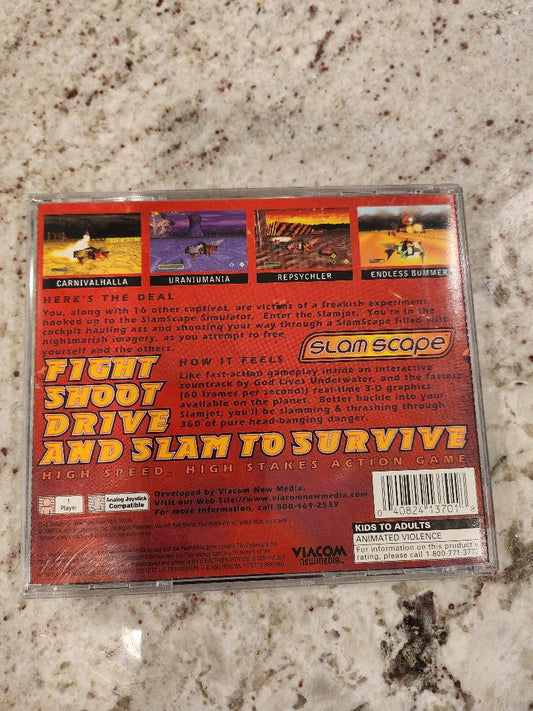 CARNIVALHALLA
URANIUMANIA
REPSYCHLER
ENDLESS BUMMER
HERE'S THE DEAL
You, along with 16 other captives, are victims of a freakish experiment,
hooked up to the SlamScape Simulator. Enter the Slamjet. You're in the
cockpit hauling ass and shooting your way through a SlamScape filled with
nightmarish imagery, as you attempt to free
yourself and the others.
SLAMSCAPE
HOW IT FEELS
Like fast-action gameplay inside an interactive
sountrack by God Lives Underwater, and the fastest
(60 frames per second!) real-time 3-D graphics
available on the planet. Better buckle into your
Slamjet; you'll be slamming & thrashing through
360° of pure head-banging danger.
FIGHT
SHOOT
DRIVE
AND SLAM TO SURVIVE
HIGH SPEED, HIGH STAKES ACTION GAME
1
Player
Analog Joystick
Compatible
Developed by Viacom New Media.
Visit our Web Site:/www.viacomnewmedia.com
For more information, call 800-469-2539
0 40824 13701 8
KIDS TO ADULTS
ANIMATED VIOLENCE
For information on this product's
rating, please call 1-800-771-3772
VIACOM
NEWMEDIA